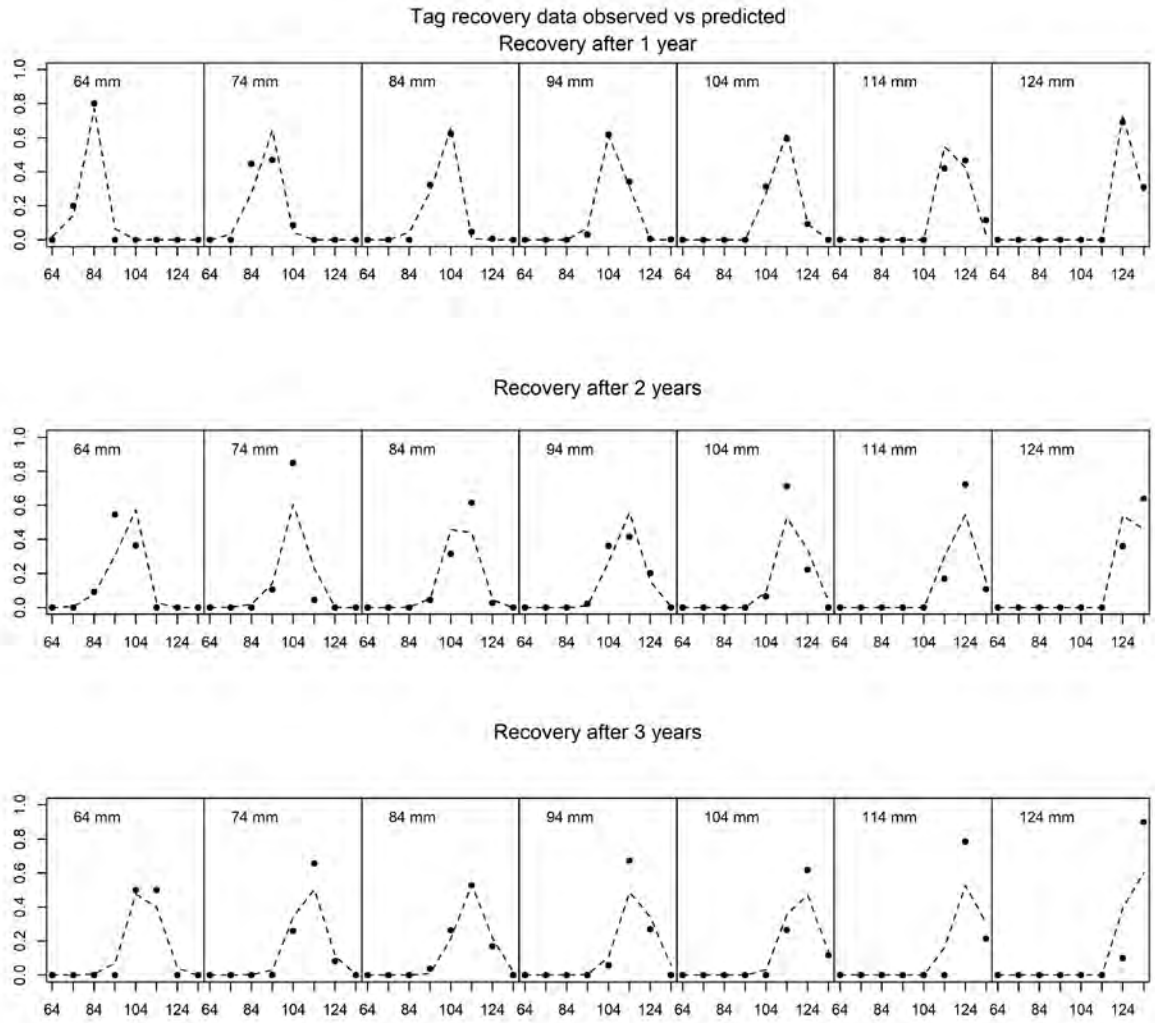 Tag recovery data observed vs predicted
Recovery after 1 year
0.0 0.2 0.4 0.6 0.8 1.0
64 mm 74 mm 84 mm 94 mm 104 mm 114 mm 124 mm
64 84 104 124 64 84 104 124 64 84 104 124 64 84 104 124 64 84 104 124 64 84 104 124 64 84 104 124
Recovery after 2 years
0.0 0.2 0.4 0.6 0.8 1.0
64 mm 74 mm 84 mm 94 mm 104 mm 114 mm 124 mm
64 84 104 124 64 84 104 124 64 84 104 124 64 84 104 124 64 84 104 124 64 84 104 124 64 84 104 124
Recovery after 3 years
0.0 0.2 0.4 0.6 0.8 1.0
64 mm 74 mm 84 mm 94 mm 104 mm 114 mm 124 mm
64 84 104 124 64 84 104 124 64 84 104 124 64 84 104 124 64 84 104 124 64 84 104 124 64 84 104 124